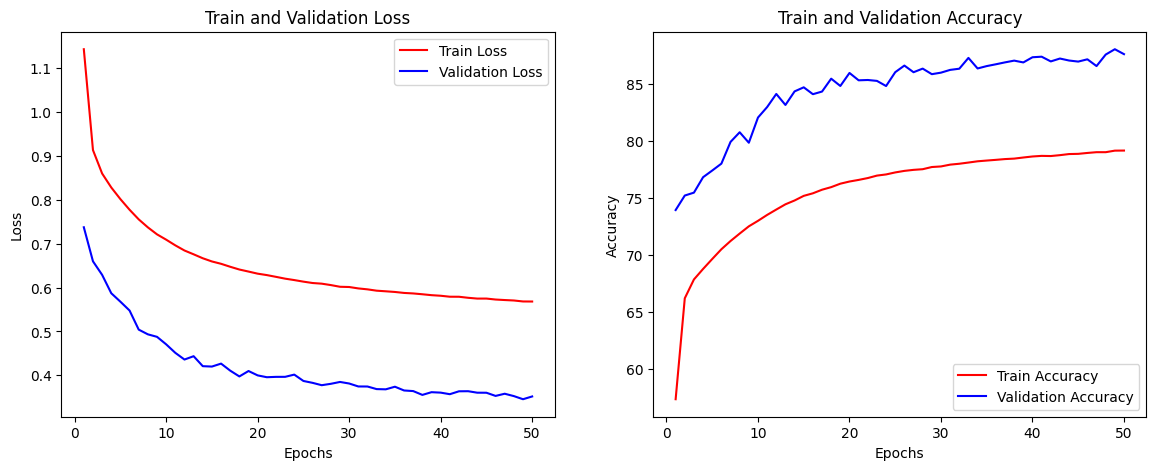 Train and Validation Loss
Train Loss
Validation Loss
1.1
1.0
0.9
0.8
0.7
0.6
0.5
0.4
Loss
0 10 20 30 40 50
Epochs
Train and Validation Accuracy
85
80
75
70
65
60
Accuracy
Train Accuracy
Validation Accuracy
0 10 20 30 40 50
Epochs